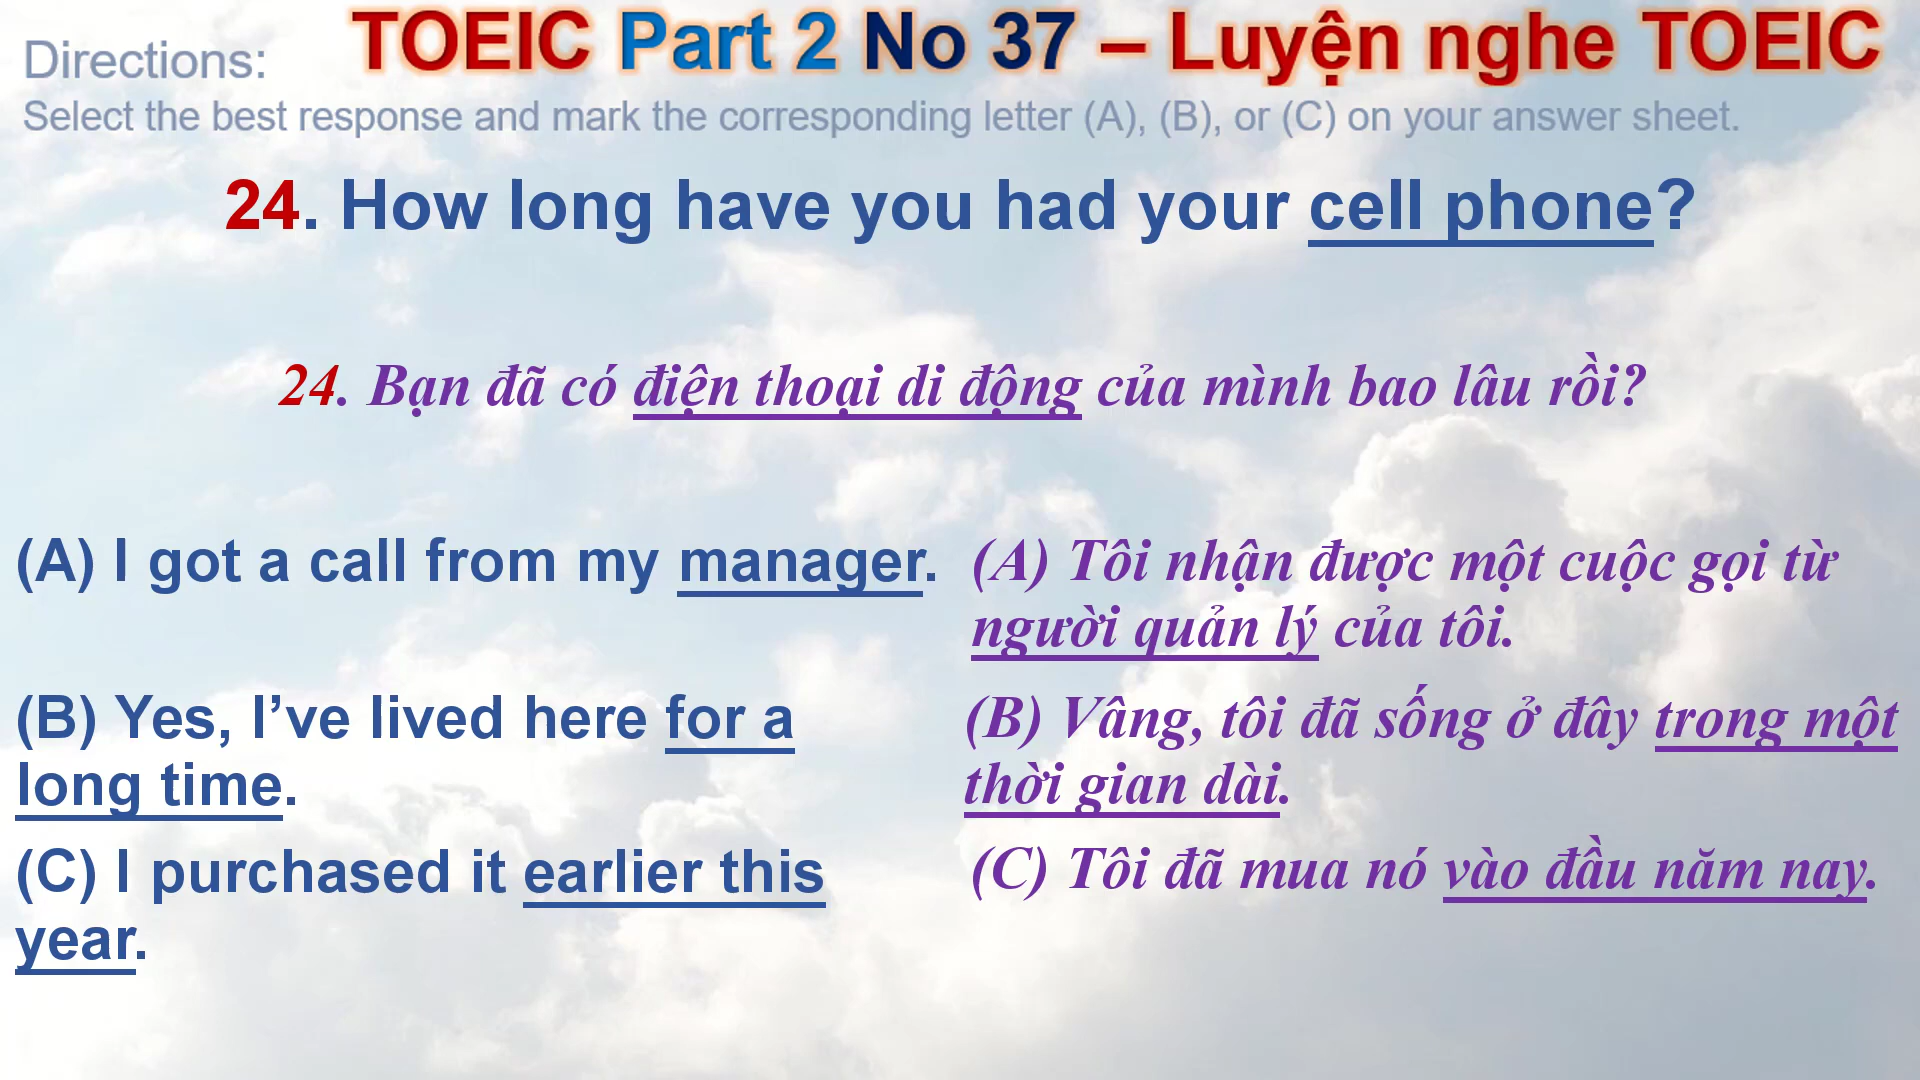 TOEIC Part 2 No 37 – Luyện nghe TOEIC
Directions:
Select the best response and mark the corresponding letter (A), (B), or (C) on your answer sheet.
24. How long have you had your cell phone?
24. Bạn đã có điện thoại di động của mình bao lâu rồi?
(A) I got a call from my manager.
(A) Tôi nhận được một cuộc gọi từ
người quản lý của tôi.
(B) Yes, I’ve lived here for a
long time.
(B) Vâng, tôi đã sống ở đây trong một
thời gian dài.
(C) I purchased it earlier this
year.
(C) Tôi đã mua nó vào đầu năm nay.